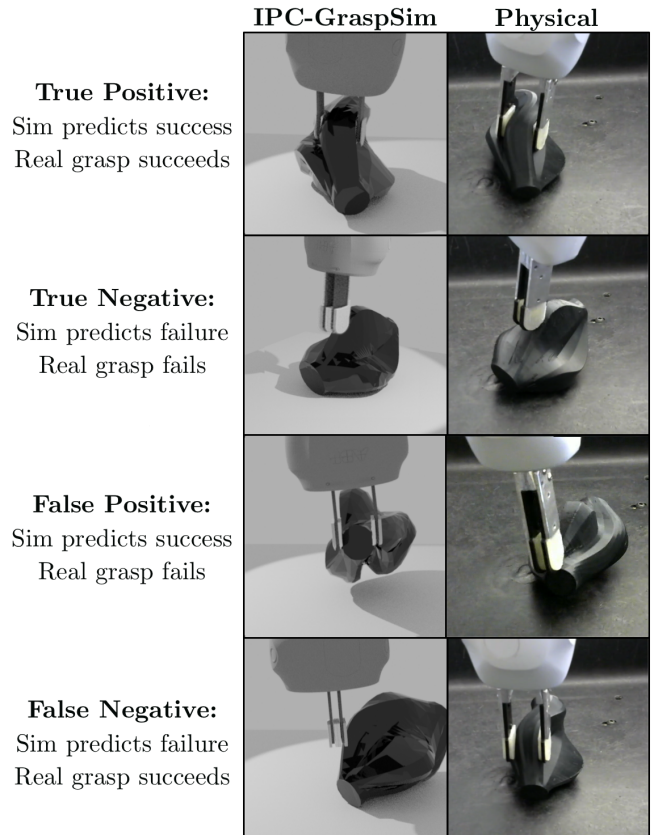 IPC-GraspSim Physical
True Positive:
Sim predicts success
Real grasp succeeds
True Negative:
Sim predicts failure
Real grasp fails
False Positive:
Sim predicts success
Real grasp fails
False Negative:
Sim predicts failure
Real grasp succeeds